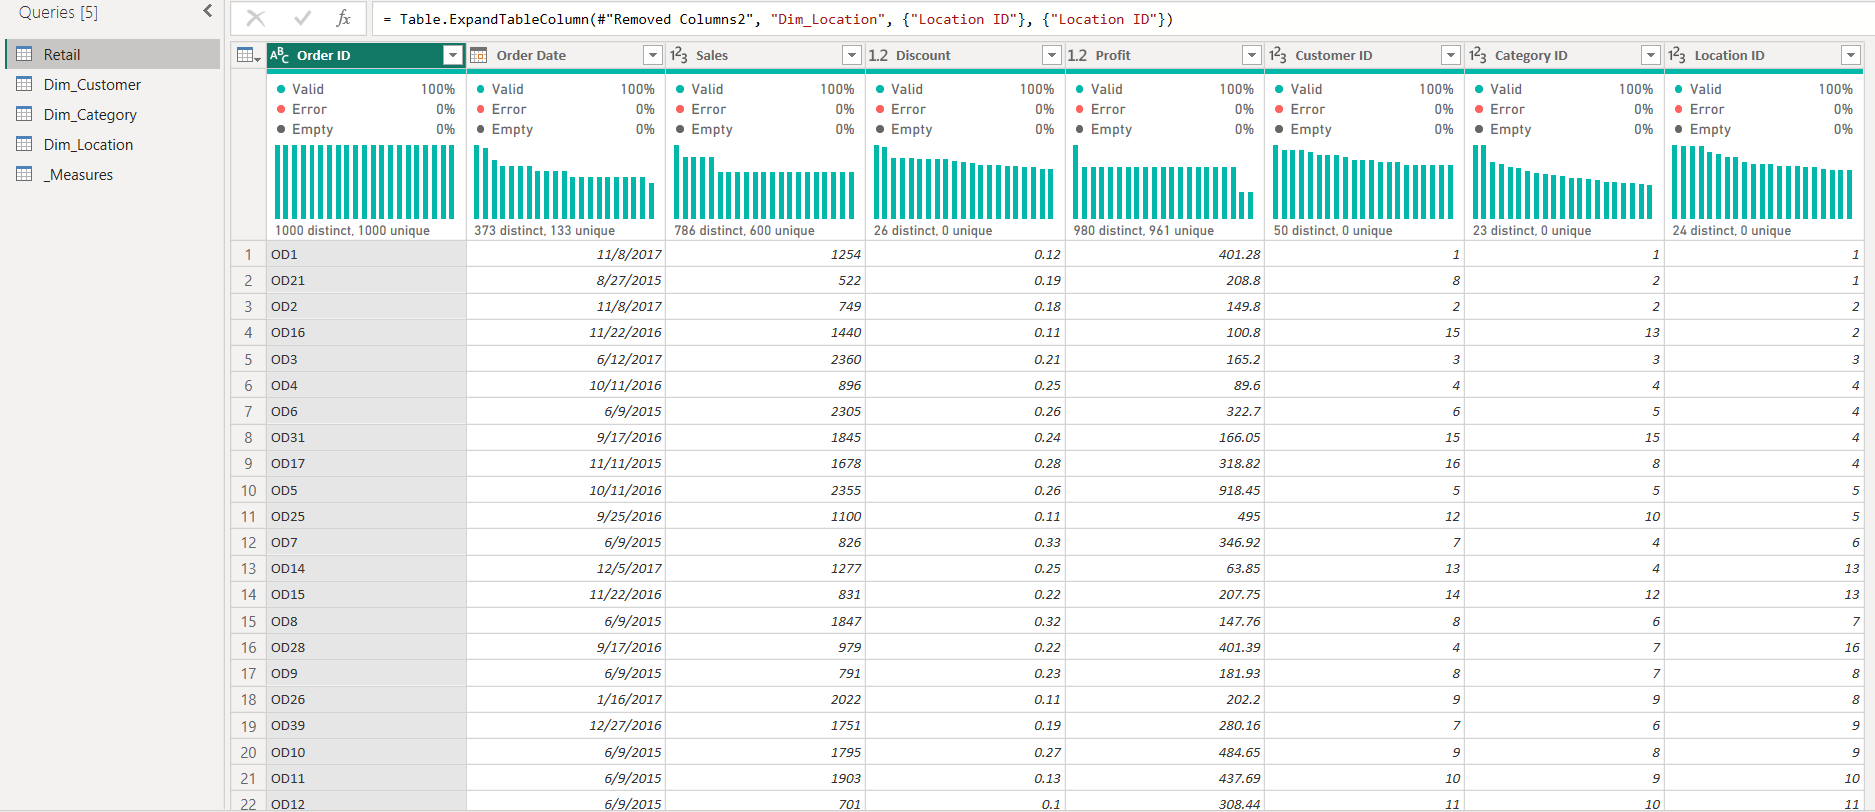 Queries [5]
Retail
Dim_Customer
Dim_Category
Dim_Location
_Measures
fx
= Table.ExpandTableColumn(#"Removed Columns2", "Dim_Location", {"Location ID"}, {"Location ID"})
ABC Order ID Order Date 123 Sales 1.2 Discount 1.2 Profit 123 Customer ID 123 Category ID 123 Location ID
Valid 100% Valid 100% Valid 100% Valid 100% Valid 100% Valid 100% Valid 100% Valid 100%
Error 0% Error 0% Error 0% Error 0% Error 0% Error 0% Error 0% Error 0%
Empty 0% Empty 0% Empty 0% Empty 0% Empty 0% Empty 0% Empty 0% Empty 0%
1000 distinct, 1000 unique 373 distinct, 133 unique 786 distinct, 600 unique 26 distinct, 0 unique 980 distinct, 961 unique 50 distinct, 0 unique 23 distinct, 0 unique 24 distinct, 0 unique
1 OD1 11/8/2017 1254 0.12 401.28 1 1 1
2 OD21 8/27/2015 522 0.19 208.8 8 2 1
3 OD2 11/8/2017 749 0.18 149.8 2 2 2
4 OD16 11/22/2016 1440 0.11 100.8 15 13 2
5 OD3 6/12/2017 2360 0.21 165.2 3 3 3
6 OD4 10/11/2016 896 0.25 89.6 4 4 4
7 OD6 6/9/2015 2305 0.26 322.7 6 5 4
8 OD31 9/17/2016 1845 0.24 166.05 15 15 4
9 OD17 11/11/2015 1678 0.28 318.82 16 8 4
10 OD5 10/11/2016 2355 0.26 918.45 5 5 5
11 OD25 9/25/2016 1100 0.11 495 12 10 5
12 OD7 6/9/2015 826 0.33 346.92 7 4 6
13 OD14 12/5/2017 1277 0.25 63.85 13 4 13
14 OD15 11/22/2016 831 0.22 207.75 14 12 13
15 OD8 6/9/2015 1847 0.32 147.76 8 6 7
16 OD28 9/17/2016 979 0.22 401.39 4 7 16
17 OD9 6/9/2015 791 0.23 181.93 8 7 8
18 OD26 1/16/2017 2022 0.11 202.2 9 9 8
19 OD39 12/27/2016 1751 0.19 280.16 7 6 9
20 OD10 6/9/2015 1795 0.27 484.65 9 8 9
21 OD11 6/9/2015 1903 0.13 437.69 10 9 10
22 OD12 6/9/2015 701 0.1 308.44 11 10 11